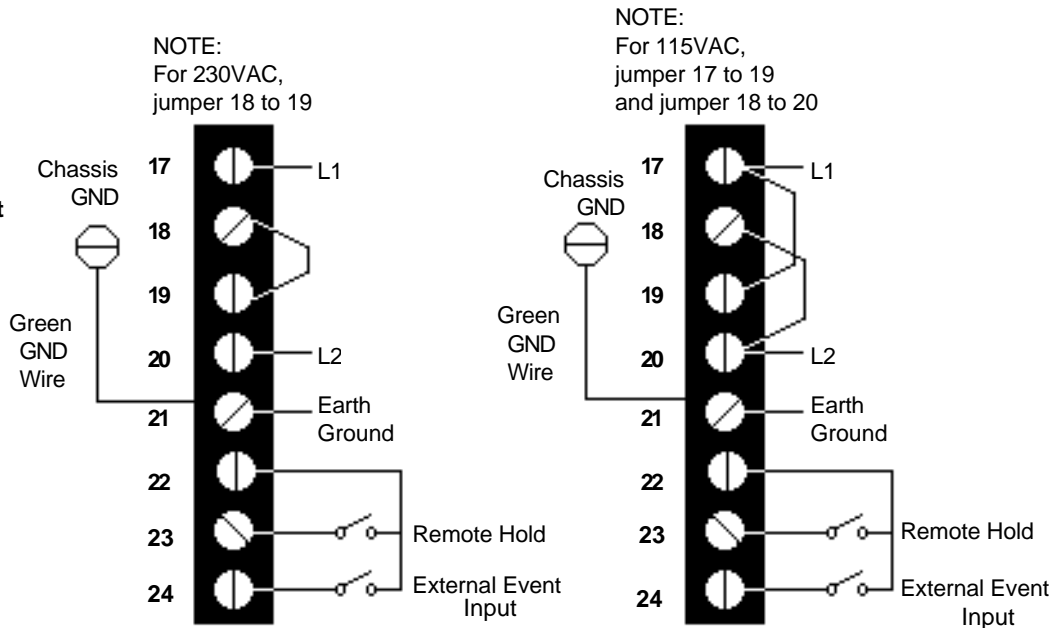 NOTE:
For 230VAC,
jumper 18 to 19
Chassis
GND
t
17
L1
18
19
Green
GND
Wire
20
L2
21
Earth
Ground
22
23
Remote Hold
24
External Event
Input
NOTE:
For 115VAC,
jumper 17 to 19
and jumper 18 to 20
Chassis
GND
17
L1
18
19
Green
GND
Wire
20
L2
21
Earth
Ground
22
23
Remote Hold
24
External Event
Input